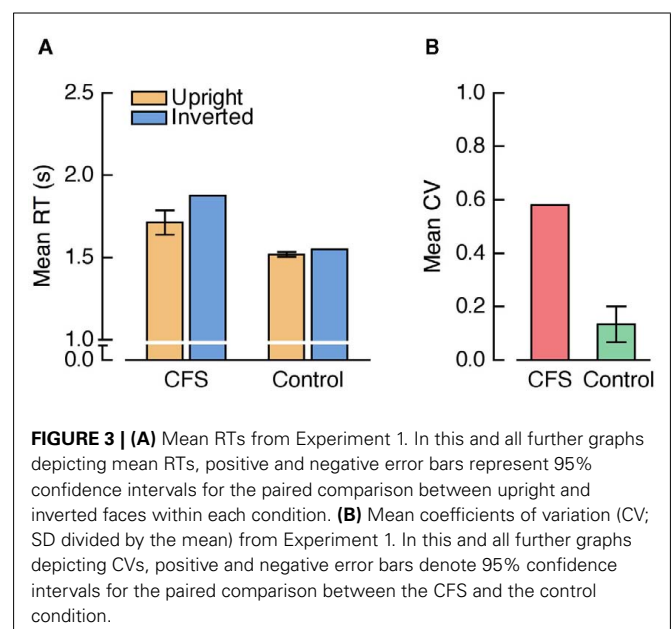 A
B
2.5
2.0
1.5
1.0
0.0
Mean RT (s)
Upright
Inverted
CFS Control
1.0
0.8
0.6
0.4
0.2
0.0
Mean CV
CFS Control
FIGURE 3 | (A) Mean RTs from Experiment 1. In this and all further graphs
depicting mean RTs, positive and negative error bars represent 95%
confidence intervals for the paired comparison between upright and
inverted faces within each condition. (B) Mean coefficients of variation (CV;
SD divided by the mean) from Experiment 1. In this and all further graphs
depicting CVs, positive and negative error bars denote 95% confidence
intervals for the paired comparison between the CFS and the control
condition.